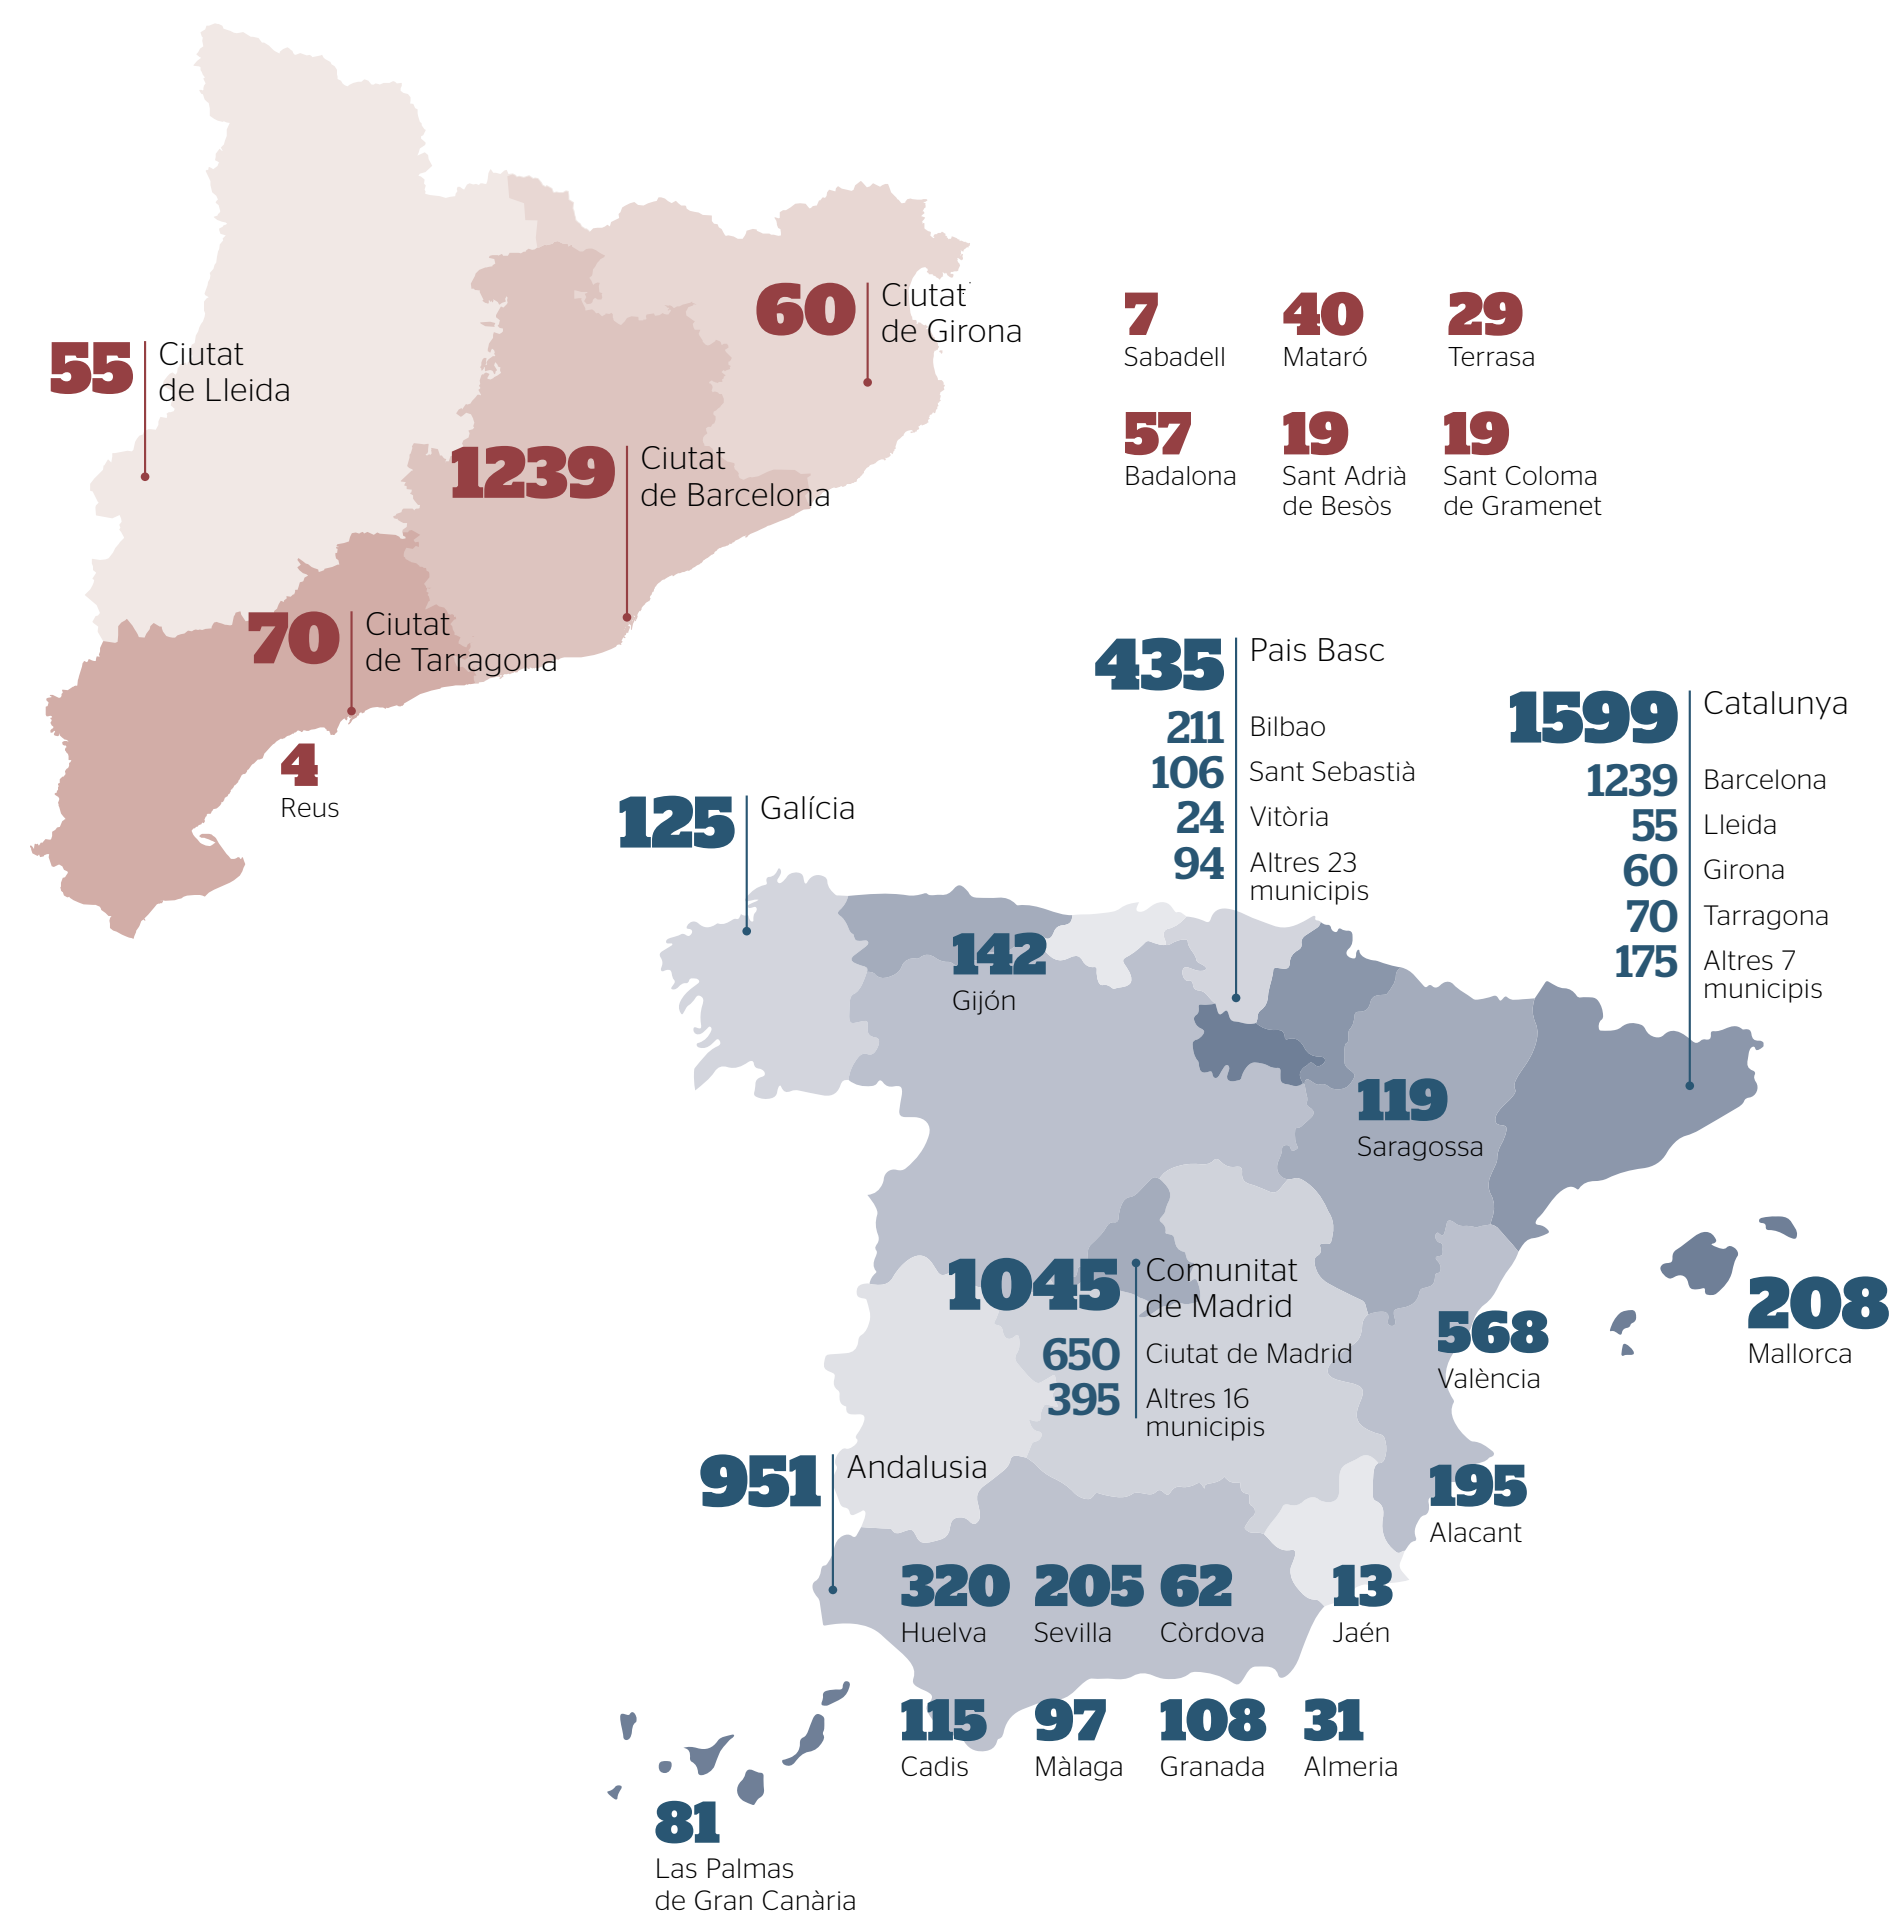 60
Ciutat
de Girona
55
Ciutat
de Lleida
7
Sabadell
40
Mataró
29
Terrasa
57
Badalona
19
Sant Adrià
de Besòs
19
Sant Coloma
de Gramenet
1239
Ciutat
de Barcelona
70
Ciutat
de Tarragona
4
Reus
125
Galícia
435
Pais Basc
211
Bilbao
106
Sant Sebastià
24
Vitòria
94
Altres 23
municipis
1599
Catalunya
1239
Barcelona
55
Lleida
60
Girona
70
Tarragona
175
Altres 7
municipis
142
Gijón
119
Saragossa
1045
Comunitat
de Madrid
650
Ciutat de Madrid
395
Altres 16
municipis
568
València
208
Mallorca
195
Alacant
951
Andalusia
320
Huelva
205
Sevilla
62
Còrdova
13
Jaén
115
Cadis
97
Màlaga
108
Granada
31
Almeria
81
Las Palmas
de Gran Canària